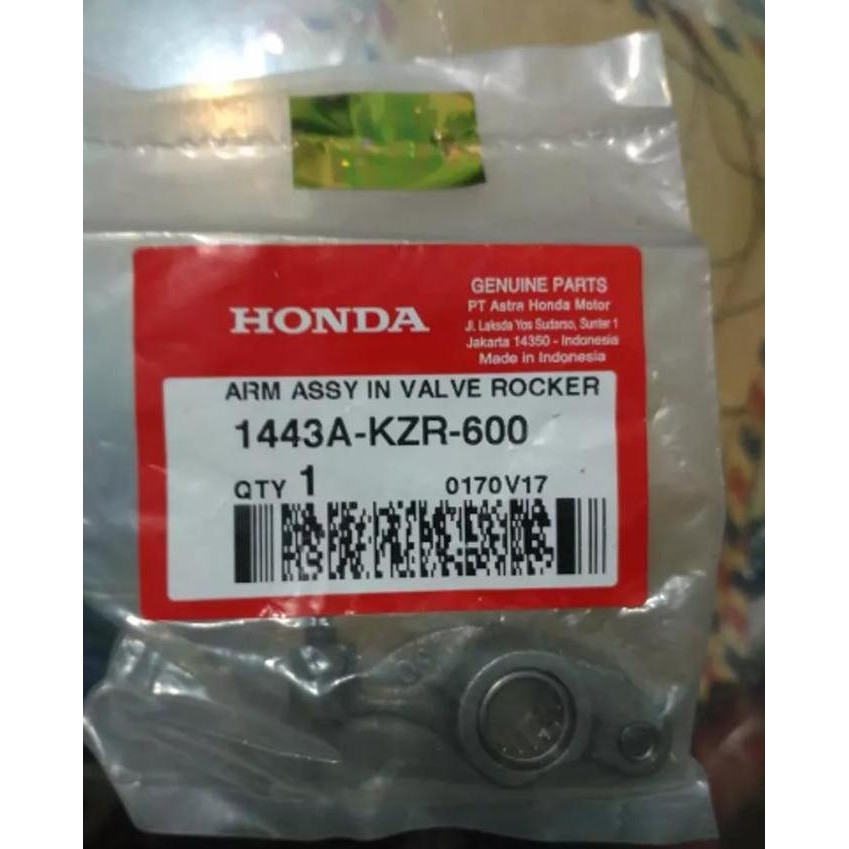 HONDA
GENUINE PARTS
PT Astra Honda Motor
Jl. Laksda Yos Sudarso, Sunter 1
Jakarta 14350 - Indonesia
Made in Indonesia
ARM ASSY IN VALVE ROCKER
1443A-KZR-600
QTY 1 0170V17